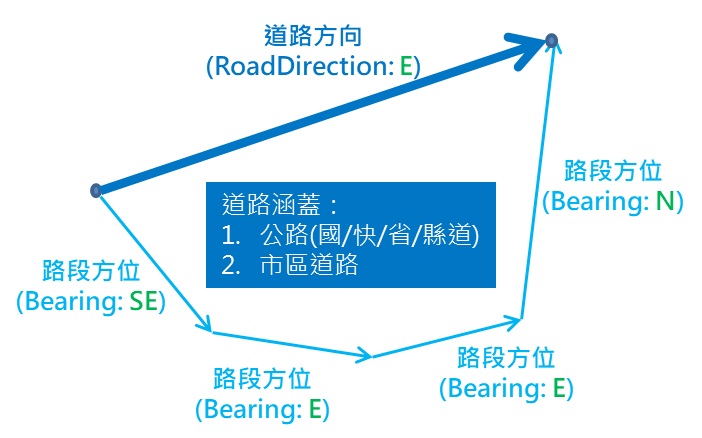 道路方向
(RoadDirection: E)
路段方位
(Bearing: N)
道路涵蓋：
1. 公路(國/快/省/縣道)
2. 市區道路
路段方位
(Bearing: SE)
路段方位
(Bearing: E)
路段方位
(Bearing: E)